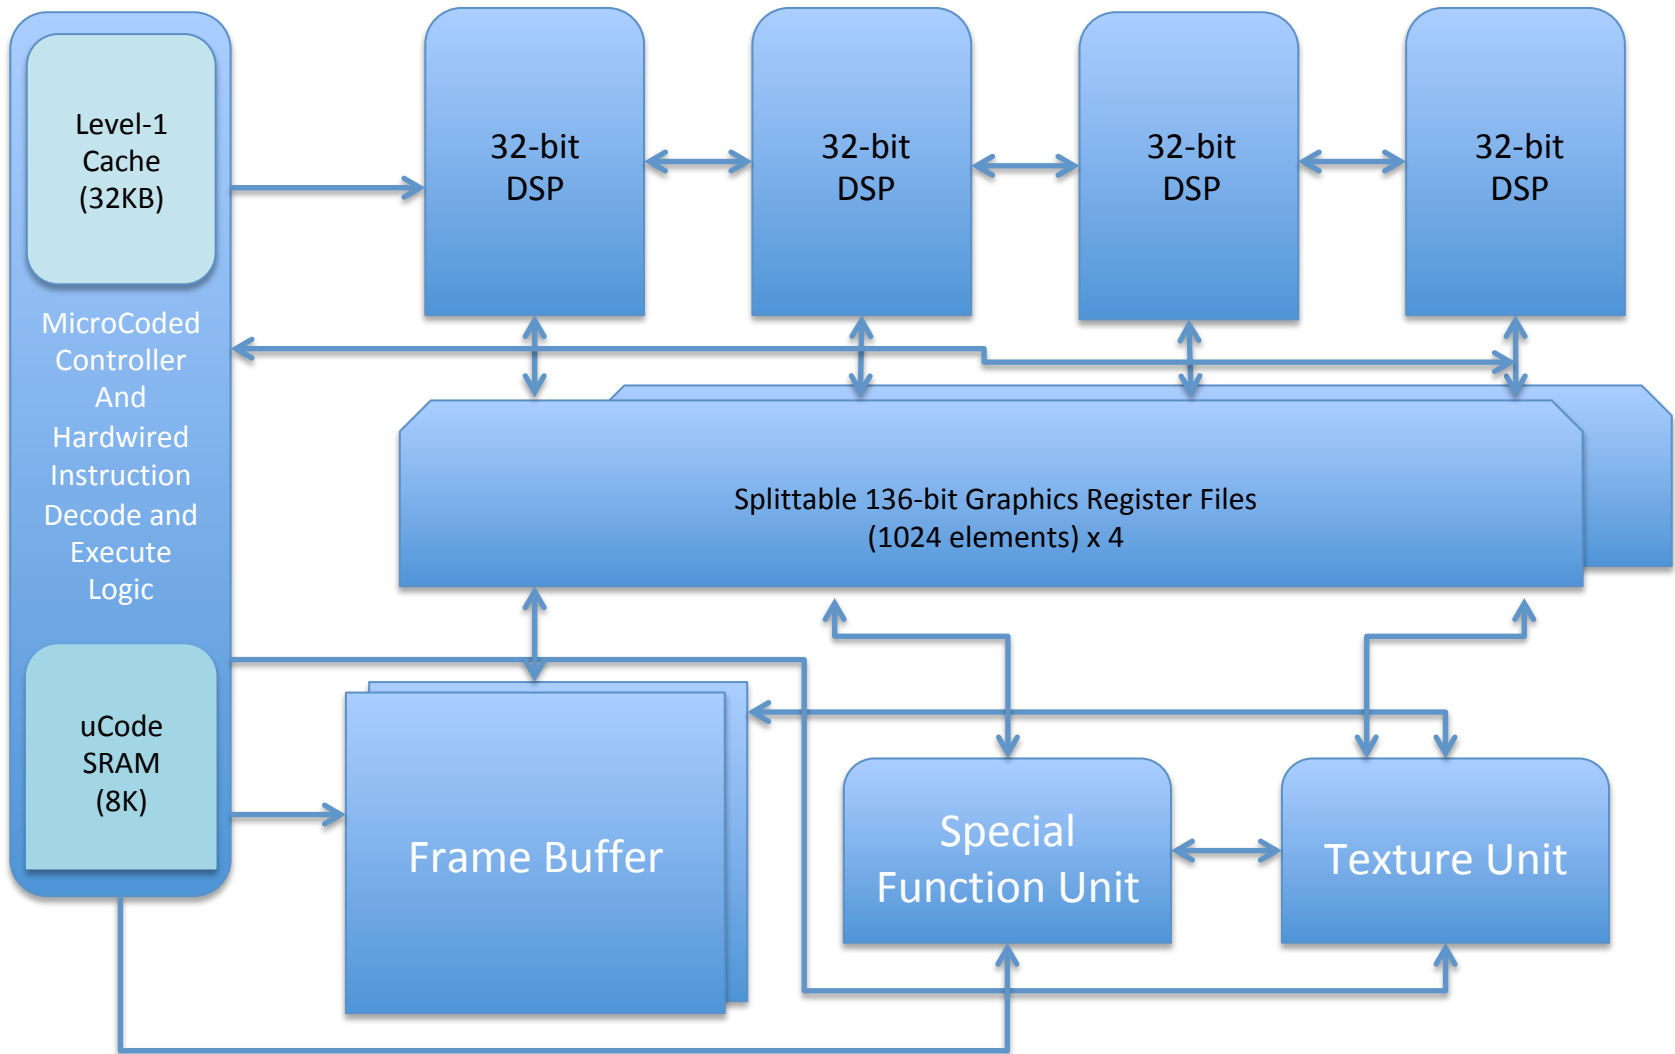 Level-1
Cache
(32KB)
MicroCoded
Controller
And
Hardwired
Instruction
Decode and
Execute
Logic
uCode
SRAM
(8K)
32-bit
DSP
32-bit
DSP
32-bit
DSP
32-bit
DSP
Splittable 136-bit Graphics Register Files
(1024 elements) x 4
Frame Buffer
Special
Function Unit
Texture Unit